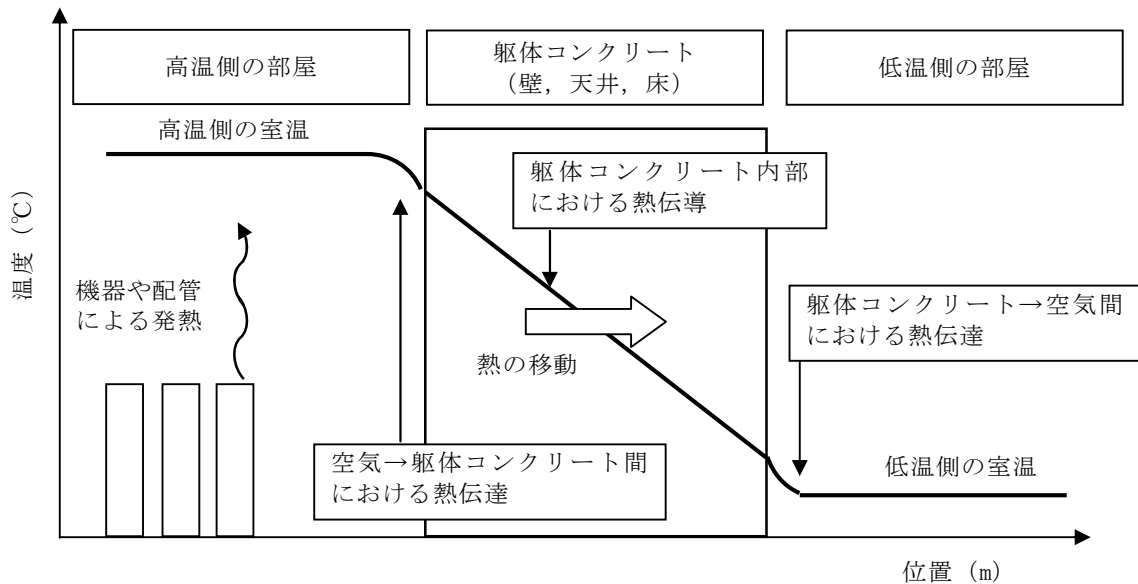 高温側の部屋
躯体コンクリート
（壁，天井，床）
低温側の部屋
高温側の室温
躯体コンクリート内部
における熱伝導
温度（℃）
機器や配管
による発熱
躯体コンクリート→空気間
における熱伝達
熱の移動
空気→躯体コンクリート間
における熱伝達
低温側の室温
位置（m）